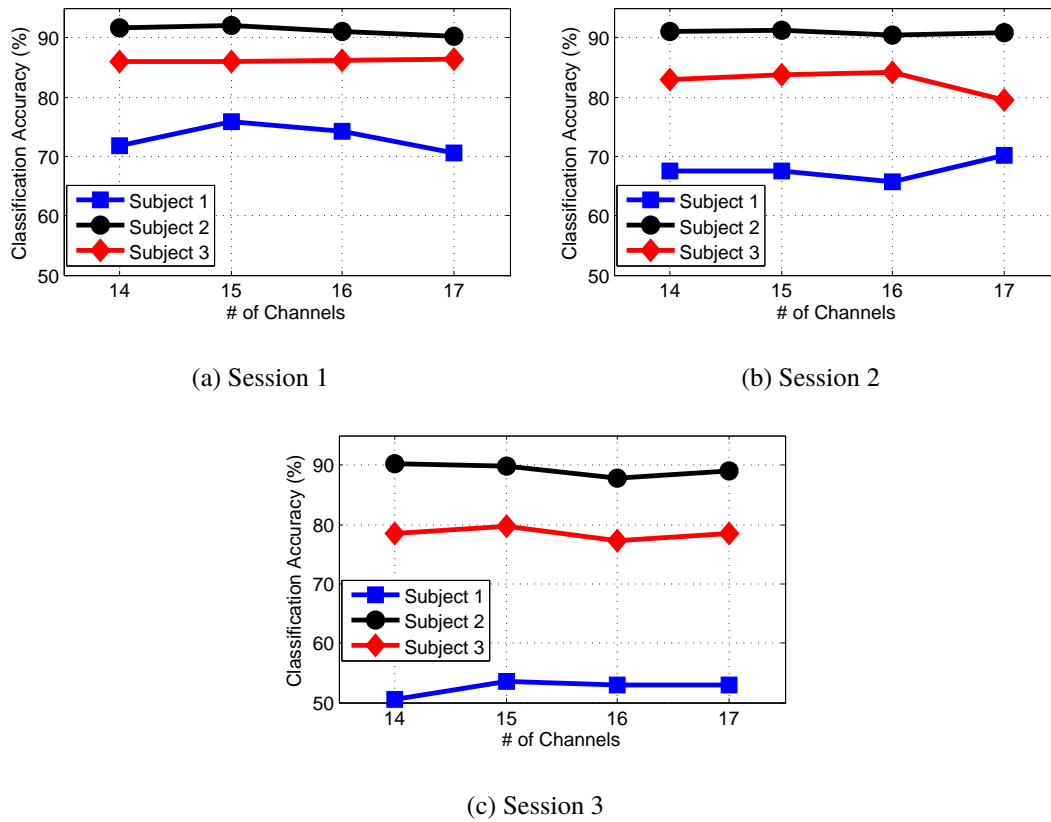 Classification Accuracy (%)
90
80
70
60
50
Subject 1
Subject 2
Subject 3
14 15 16 17
# of Channels
(a) Session 1
Classification Accuracy (%)
90
80
70
60
50
Subject 1
Subject 2
Subject 3
14 15 16 17
# of Channels
(b) Session 2
Classification Accuracy (%)
90
80
70
60
50
Subject 1
Subject 2
Subject 3
14 15 16 17
# of Channels
(c) Session 3